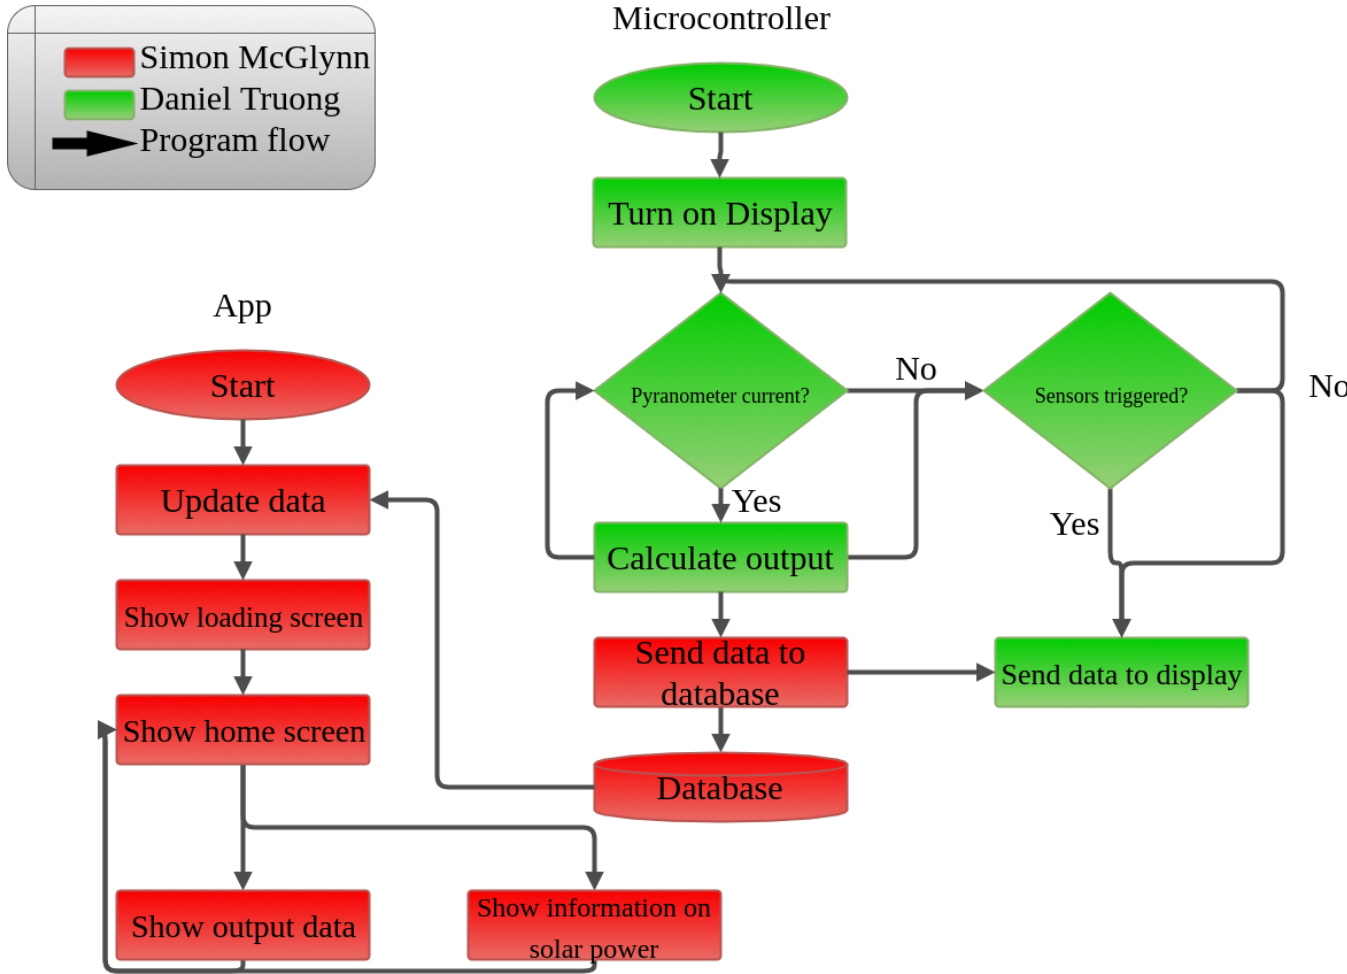 Simon McGlynn
Daniel Truong
Program flow
Microcontroller
Start
Turn on Display
Pyranometer current?
No
Sensors triggered?
No
Yes
Yes
Calculate output
Send data to
database
Send data to display
Database
App
Start
Update data
Show loading screen
Show home screen
Show output data
Show information on
solar power